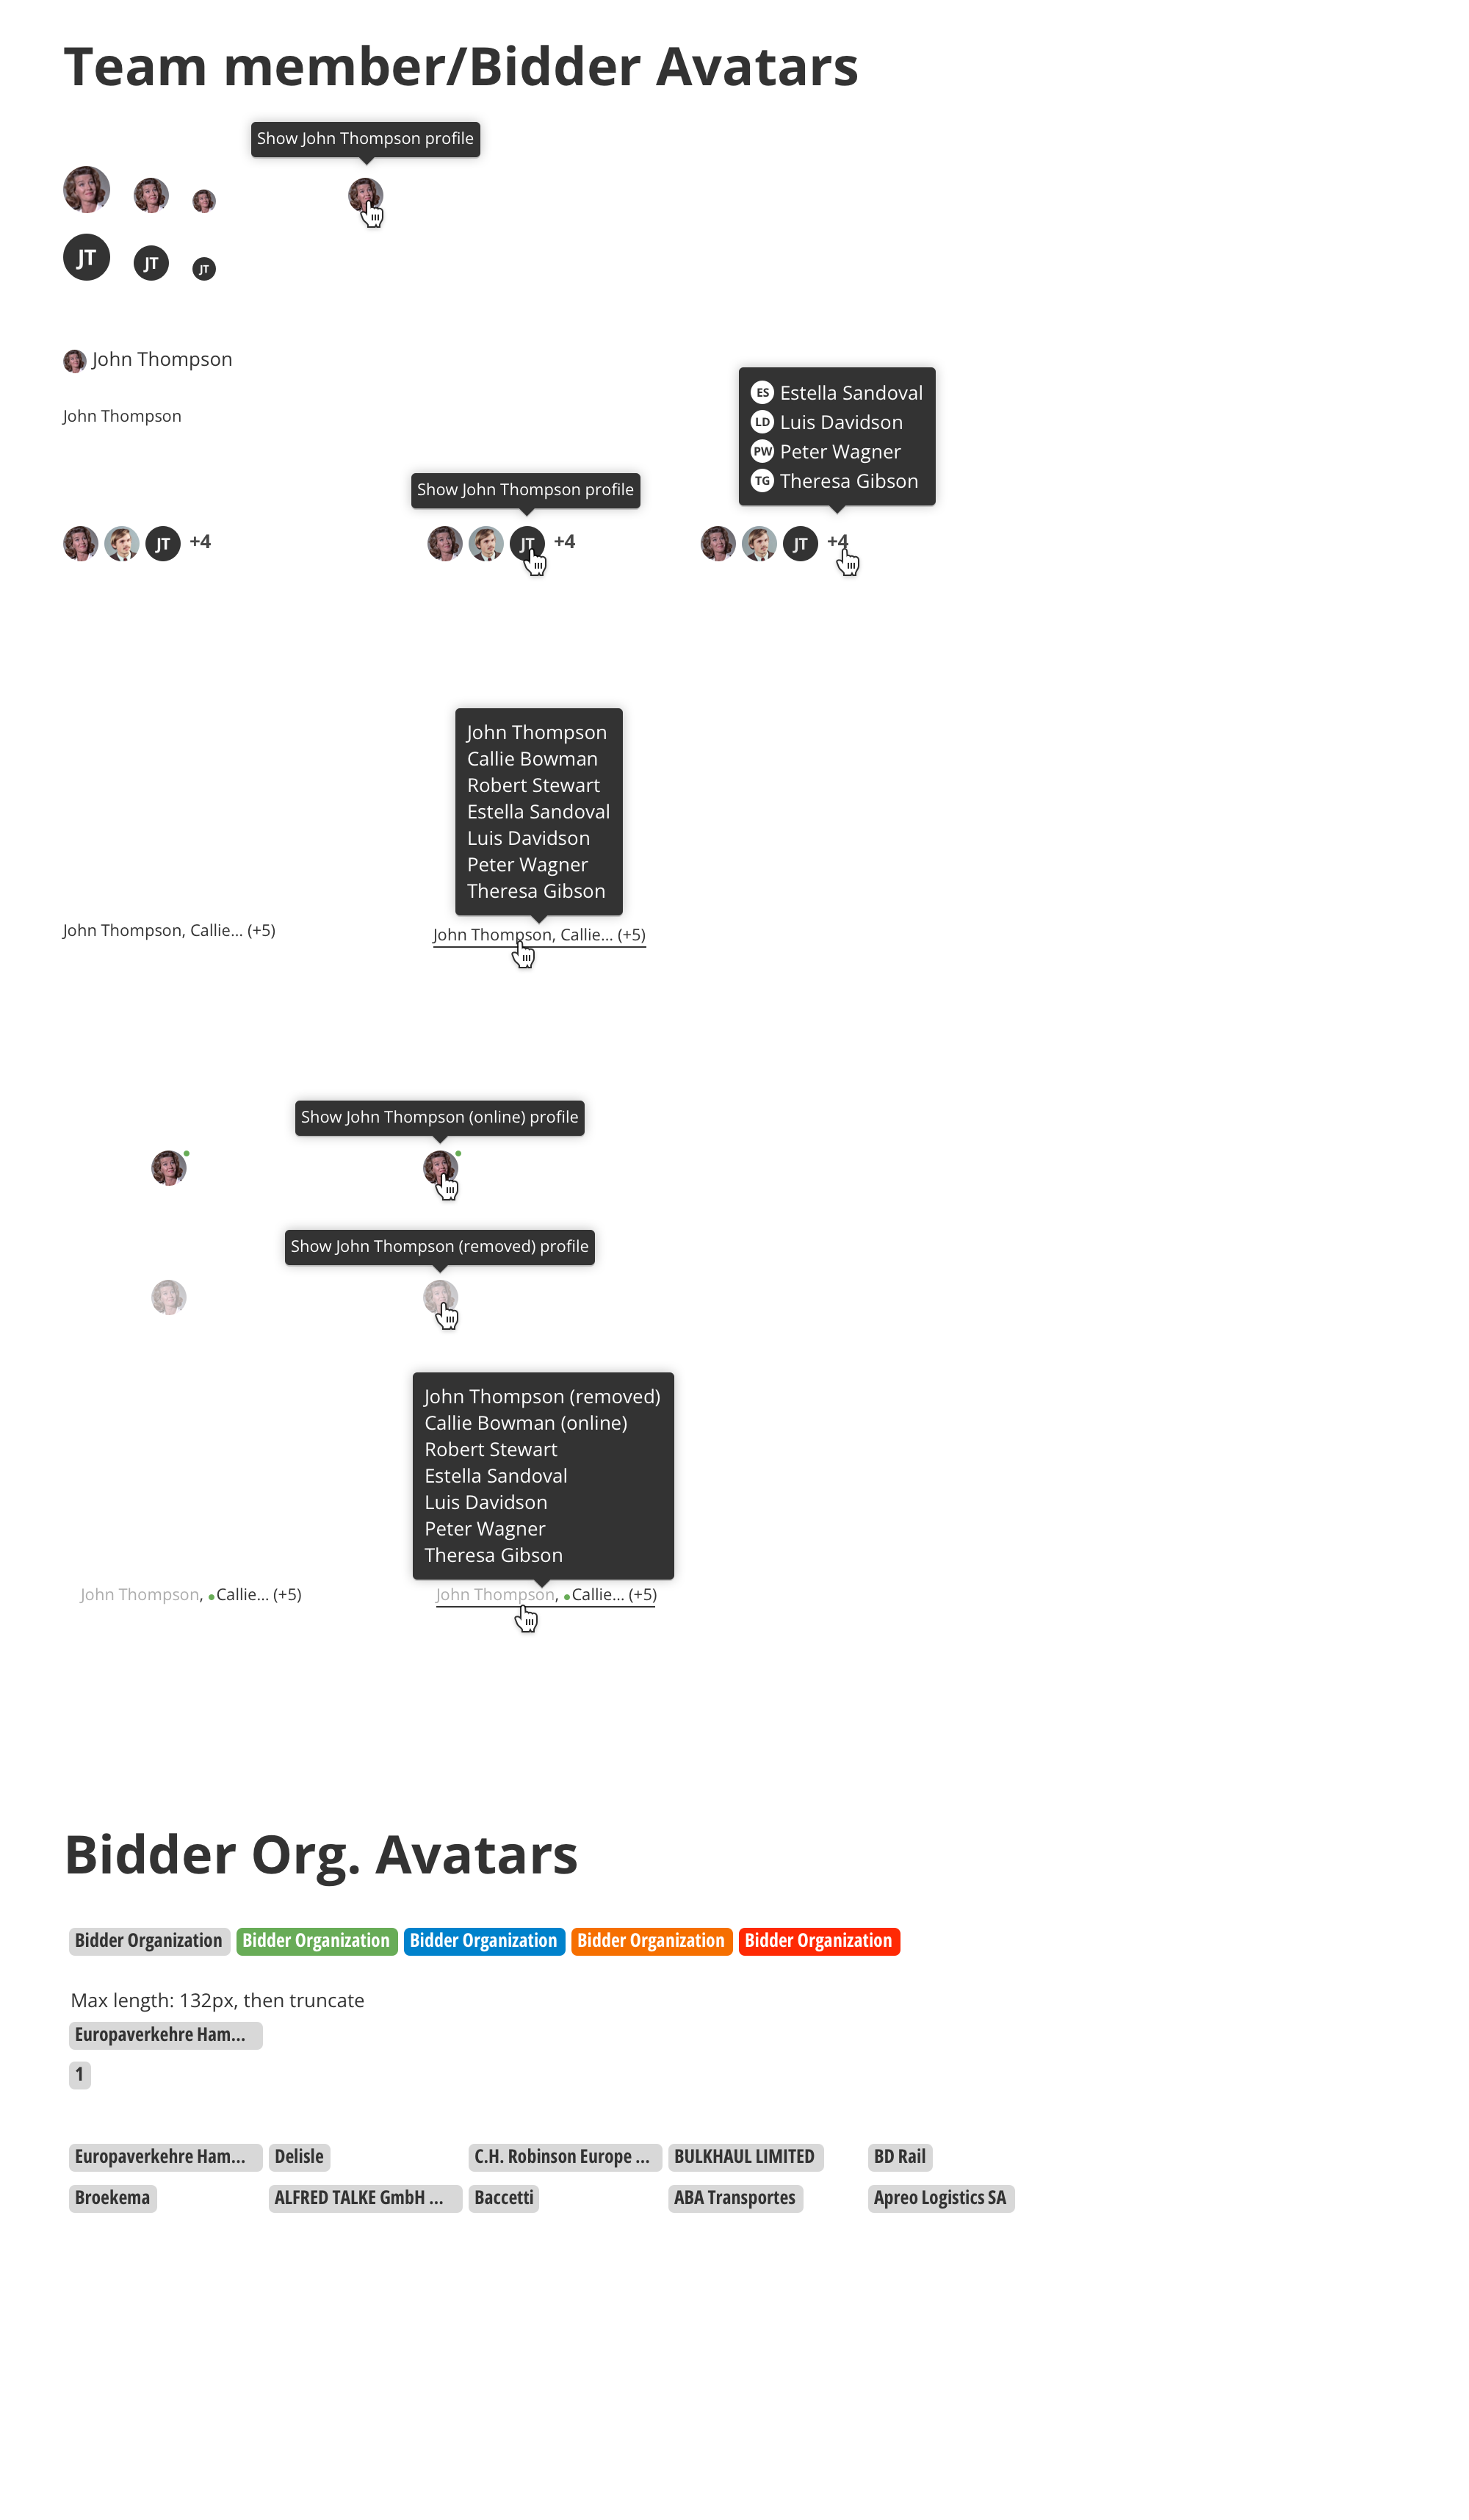 Team member/Bidder Avatars
Show John Thompson profile
JT JT JT
John Thompson
John Thompson
ES Estella Sandoval
LD Luis Davidson
PW Peter Wagner
TG Theresa Gibson
Show John Thompson profile
JT +4
JT +4
JT +4
John Thompson
Callie Bowman
Robert Stewart
Estella Sandoval
Luis Davidson
Peter Wagner
Theresa Gibson
John Thompson, Callie... (+5)
John Thompson, Callie... (+5)
Show John Thompson (online) profile
Show John Thompson (removed) profile
John Thompson (removed)
Callie Bowman (online)
Robert Stewart
Estella Sandoval
Luis Davidson
Peter Wagner
Theresa Gibson
John Thompson, Callie... (+5)
John Thompson, Callie... (+5)
Bidder Org. Avatars
Bidder Organization Bidder Organization Bidder Organization Bidder Organization Bidder Organization
Max length: 132px, then truncate
Europaverkehre Ham...
1
Europaverkehre Ham... Delisle C.H. Robinson Europe ... BULKHAUL LIMITED BD Rail
Broekema ALFRED TALKE GmbH ... Baccetti ABA Transportes Apreo Logistics SA